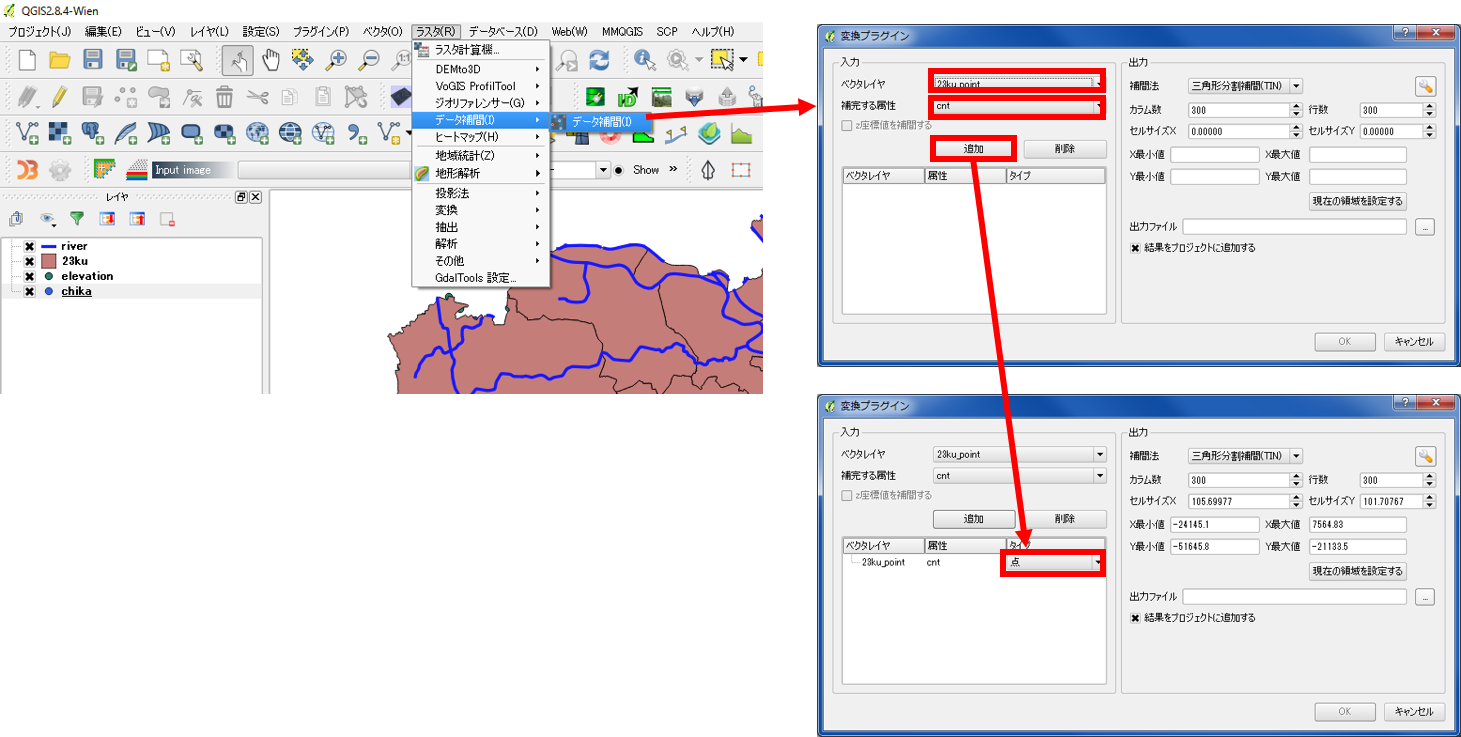 QGIS2.8.4-Wien
プロジェクト(J) 編集(E) ビュー(V) レイヤ(L) 設定(S) プラグイン(P) ベクタ(O) ラスタ(R) データベース(D) Web(W) MMQGIS SCP ヘルプ(H)
ラスタ計算機...
DEMto3D
VoGIS ProfilTool
ジオリファレンサー(G)
データ補間(I) データ補間(I)
ヒートマップ(H)
地域統計(Z)
地形解析
投影法
変換
抽出
解析
その他
GdalTools 設定...
Input image
Show »
レイヤ
river
23ku
elevation
chika
変換プラグイン
入力
ベクタレイヤ 23ku_point
補完する属性 cnt
z座標値を補間する
追加 削除
ベクタレイヤ 属性 タイプ
出力
補間法 三角形分割補間(TIN)
カラム数 300 行数 300
セルサイズX 0.00000 セルサイズY 0.00000
X最小値 X最大値
Y最小値 Y最大値
現在の領域を設定する
出力ファイル ...
結果をプロジェクトに追加する
OK キャンセル
変換プラグイン
入力
ベクタレイヤ 23ku_point
補完する属性 cnt
z座標値を補間する
追加 削除
ベクタレイヤ 属性 タイプ
23ku_point cnt 点
出力
補間法 三角形分割補間(TIN)
カラム数 300 行数 300
セルサイズX 105.69977 セルサイズY 101.70767
X最小値 -24145.1 X最大値 7564.83
Y最小値 -51645.8 Y最大値 -21133.5
現在の領域を設定する
出力ファイル ...
結果をプロジェクトに追加する
OK キャンセル